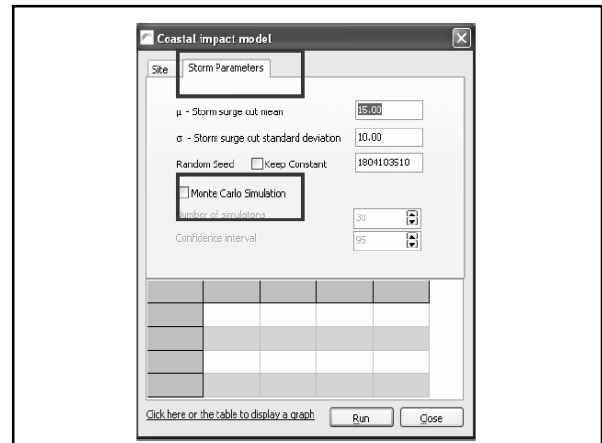 Coastal impact model
Site Storm Parameters
μ - Storm surge cut mean 15.00
σ - Storm surge cut standard deviation 10.00
Random Seed Keep Constant 1804103510
Monte Carlo Simulation
Number of simulatons 30
Confidence interval 95
Click here or the table to display a graph Run Close